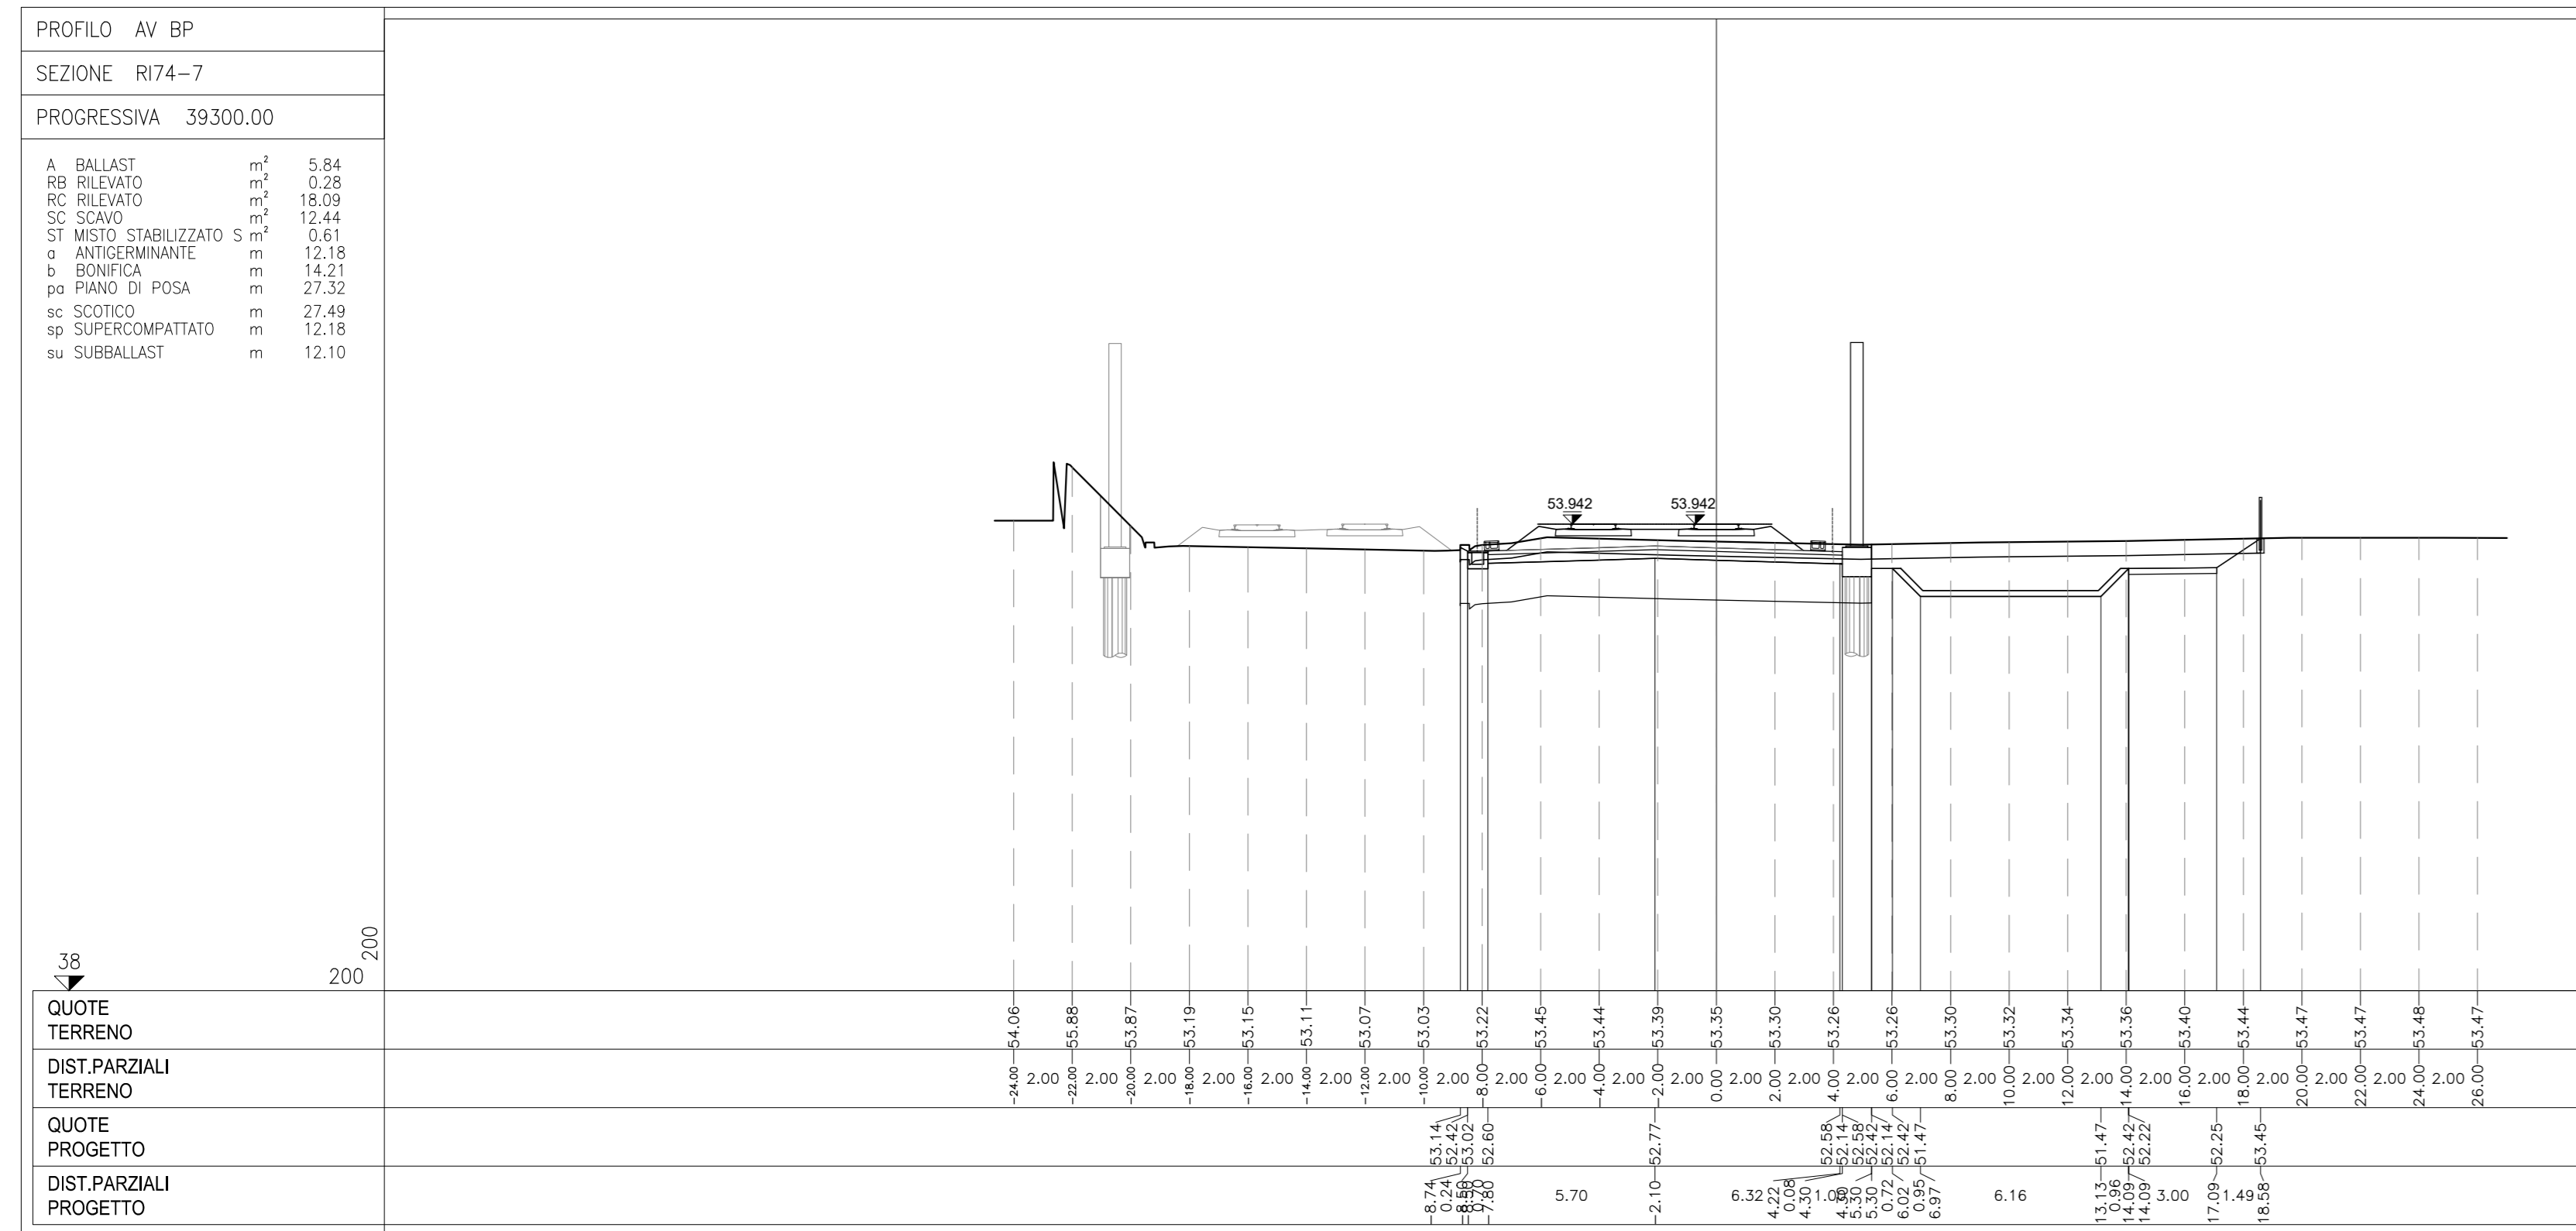 PROFILO AV BP
SEZIONE RI74-7
PROGRESSIVA 39300.00
A BALLAST m² 5.84
RB RILEVATO m² 0.28
RC RILEVATO m² 18.09
SC SCAVO m² 12.44
ST MISTO STABILIZZATO S m² 0.61
a ANTIGERMINANTE m 12.18
b BONIFICA m 14.21
pa PIANO DI POSA m 27.32
sc SCOTICO m 27.49
sp SUPERCOMPATTATO m 12.18
su SUBBALLAST m 12.10
53.942 53.942
38
200
200
QUOTE
TERRENO
54.06 55.88 53.87 53.19 53.15 53.11 53.07 53.03 53.22 53.45 53.44 53.39 53.35 53.30 53.26 53.26 53.30 53.32 53.34 53.36 53.40 53.44 53.47 53.47 53.48 53.47
DIST.PARZIALI
TERRENO
-24.00 2.00 -22.00 2.00 -20.00 2.00 -18.00 2.00 -16.00 2.00 -14.00 2.00 -12.00 2.00 -10.00 2.00 -8.00 2.00 -6.00 2.00 -4.00 2.00 -2.00 2.00 0.00 2.00 2.00 2.00 4.00 2.00 6.00 2.00 8.00 2.00 10.00 2.00 12.00 2.00 14.00 2.00 16.00 2.00 18.00 2.00 20.00 2.00 22.00 2.00 24.00 2.00 26.00
QUOTE
PROGETTO
53.14 52.42 53.02 52.60 52.77 52.58 52.14 52.58 52.42 52.14 52.42 51.47 51.47 52.42 52.22 52.25 53.45
DIST.PARZIALI
PROGETTO
-8.74 0.24 -8.50 -8.50 0.70 -7.80 5.70 -2.10 6.32 4.22 0.08 4.30 1.00 4.30 5.30 5.30 0.72 6.02 0.95 6.97 6.16 13.13 0.96 14.09 14.09 3.00 17.09 1.49 18.58